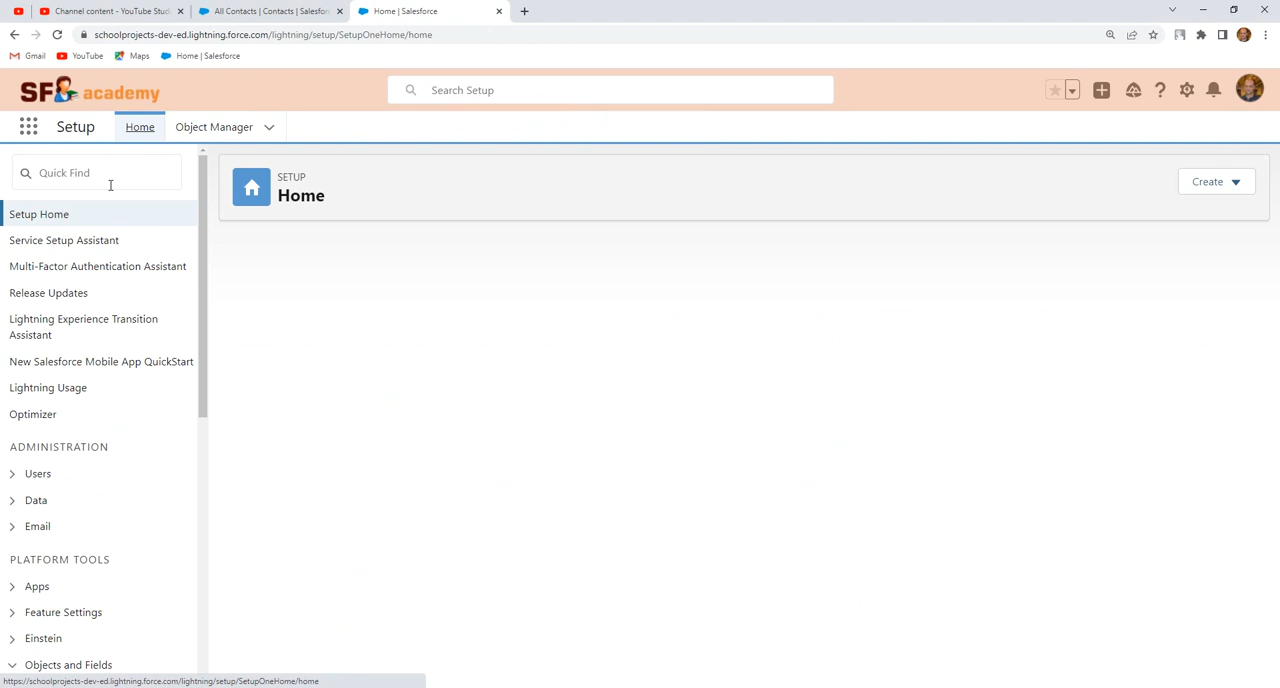 Channel content - YouTube Stud
All Contacts | Contacts | Salesfor
Home | Salesforce
schoolprojects-dev-ed.lightning.force.com/lightning/setup/SetupOneHome/home
Gmail
YouTube
Maps
Home | Salesforce
SF academy
Search Setup
Setup
Home
Object Manager
Quick Find
SETUP
Home
Create
Setup Home
Service Setup Assistant
Multi-Factor Authentication Assistant
Release Updates
Lightning Experience Transition
Assistant
New Salesforce Mobile App QuickStart
Lightning Usage
Optimizer
ADMINISTRATION
Users
Data
Email
PLATFORM TOOLS
Apps
Feature Settings
Einstein
Objects and Fields
https://schoolprojects-dev-ed.lightning.force.com/lightning/setup/SetupOneHome/home